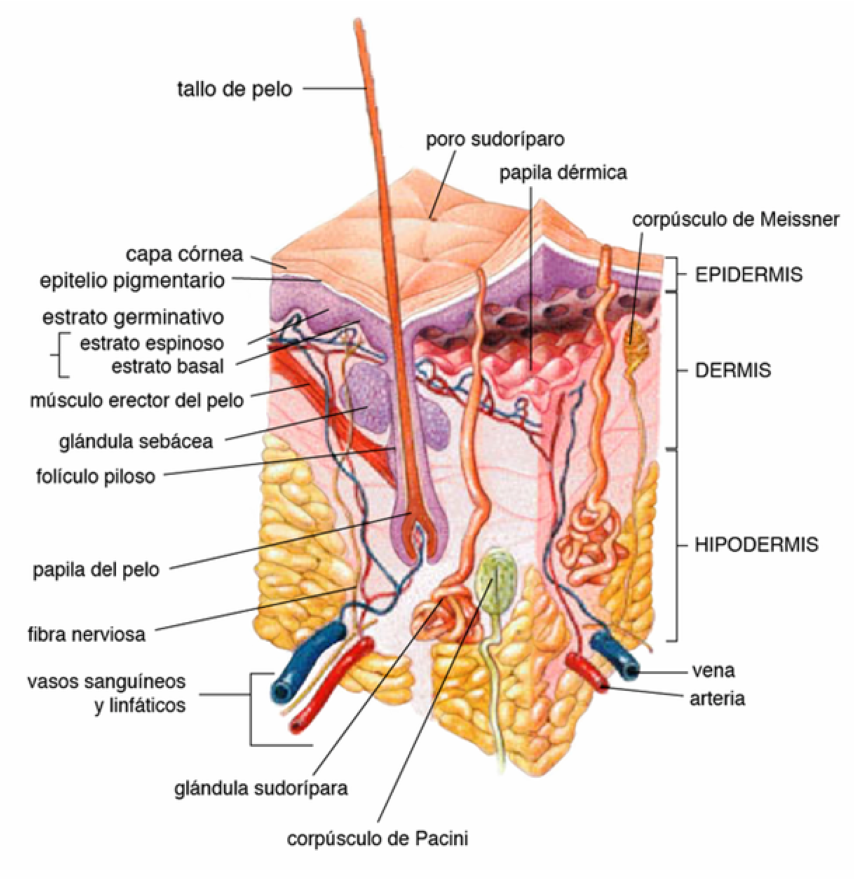 tallo de pelo
poro sudoríparo
papila dérmica
corpúsculo de Meissner
capa córnea
epitelio pigmentario
EPIDERMIS
estrato germinativo
estrato espinoso
estrato basal
DERMIS
músculo erector del pelo
glándula sebácea
folículo piloso
HIPODERMIS
papila del pelo
fibra nerviosa
vasos sanguíneos
y linfáticos
vena
arteria
glándula sudorípara
corpúsculo de Pacini